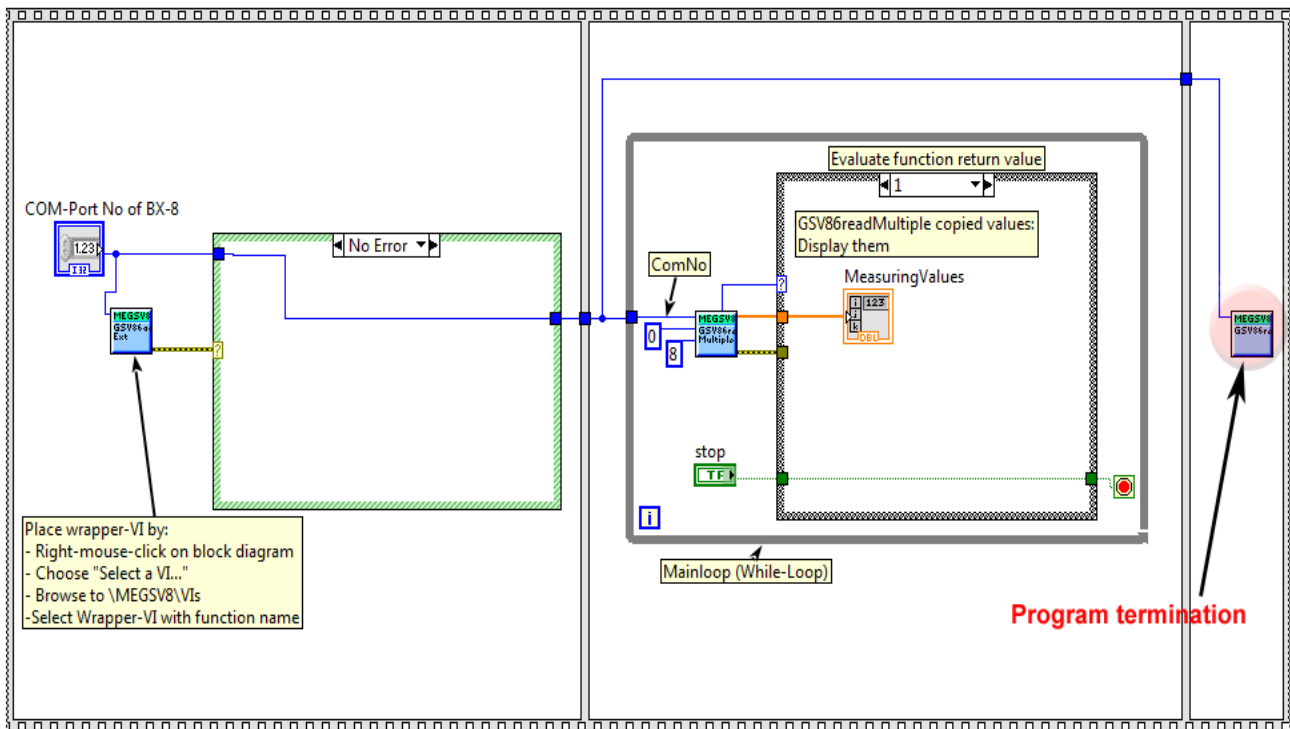 COM-Port No of BX-8
1.23
I32
MEGSV8
Ext
No Error
?
Place wrapper-VI by:
- Right-mouse-click on block diagram
- Choose "Select a VI..."
- Browse to \MEGSV8\VIs
-Select Wrapper-VI with function name
Evaluate function return value
1
GSV86readMultiple copied values:
Display them
ComNo
MeasuringValues
?
0
8
MEGSV8
GSV86re
Multiple
i
j
k
123
DBL
stop
TF
i
Mainloop (While-Loop)
MEGSV8
GSV86re
Program termination